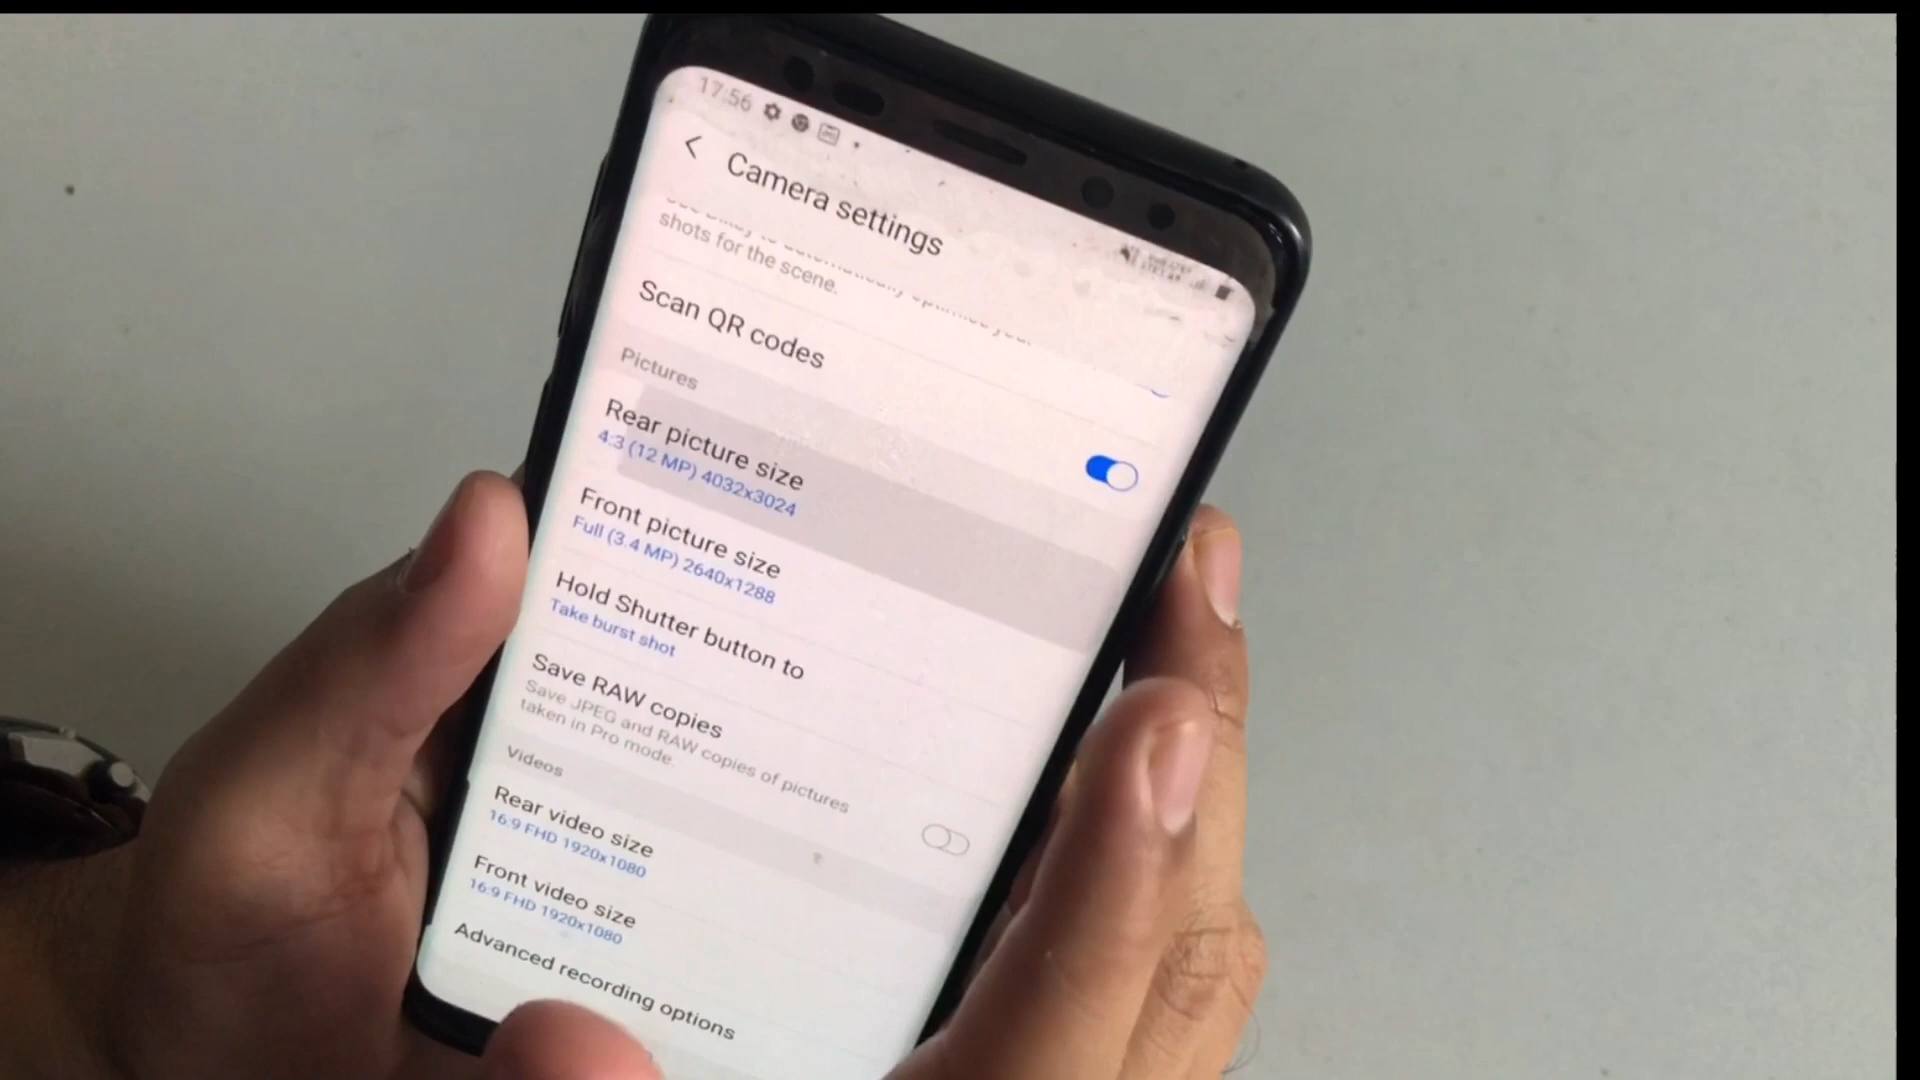 17:56
Camera settings
shots for the scene.
Scan QR codes
Pictures
Rear picture size
4:3 (12 MP) 4032x3024
Front picture size
Full (3.4 MP) 2640x1288
Hold Shutter button to
Take burst shot
Save RAW copies
Save JPEG and RAW copies of pictures
taken in Pro mode.
Videos
Rear video size
16:9 FHD 1920x1080
Front video size
16:9 FHD 1920x1080
Advanced recording options